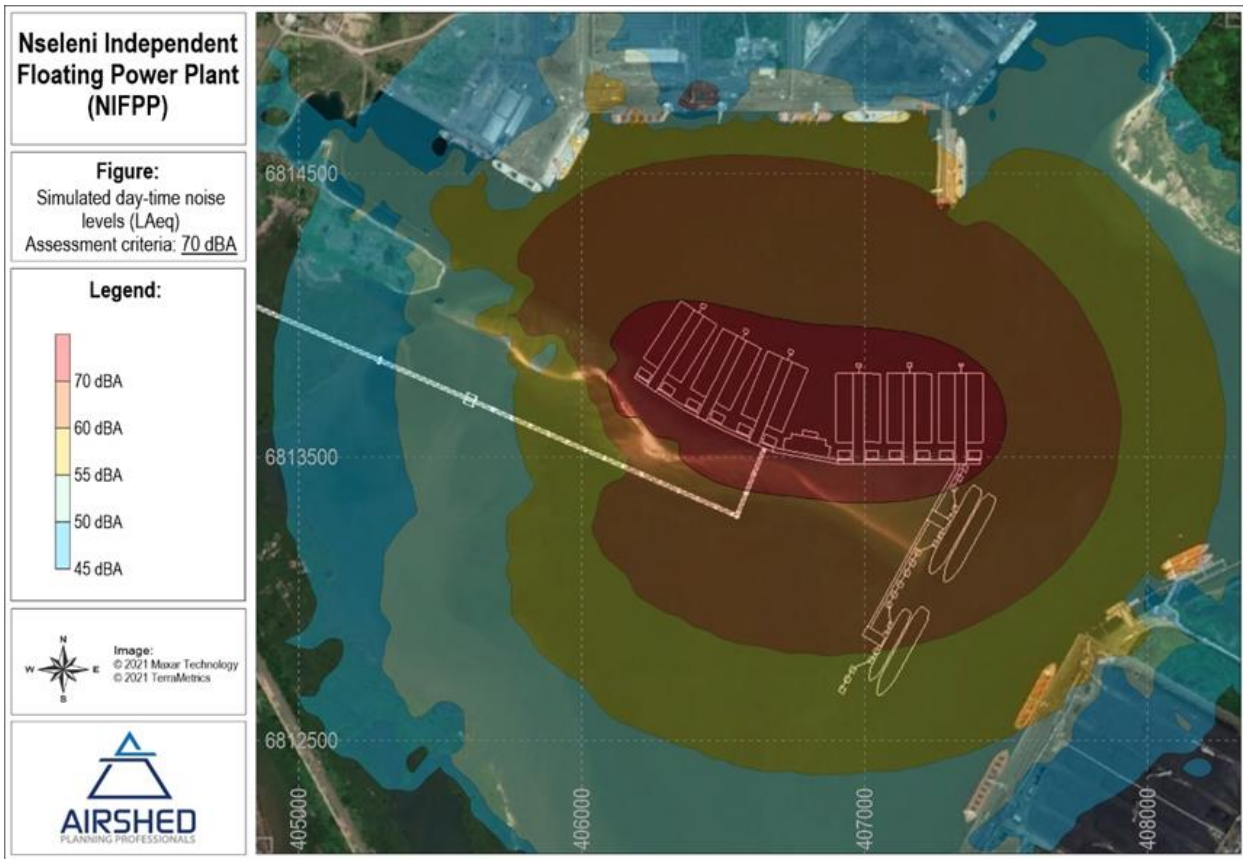 Nseleni Independent
Floating Power Plant
(NIFPP)
Figure:
Simulated day-time noise
levels (LAeq)
Assessment criteria: 70 dBA
Legend:
70 dBA
60 dBA
55 dBA
50 dBA
45 dBA
N
W E
S
Image:
© 2021 Maxar Technology
© 2021 TerraMetrics
AIRSHED
PLANNING PROFESSIONALS
6814500
6813500
6812500
405000
406000
407000
408000